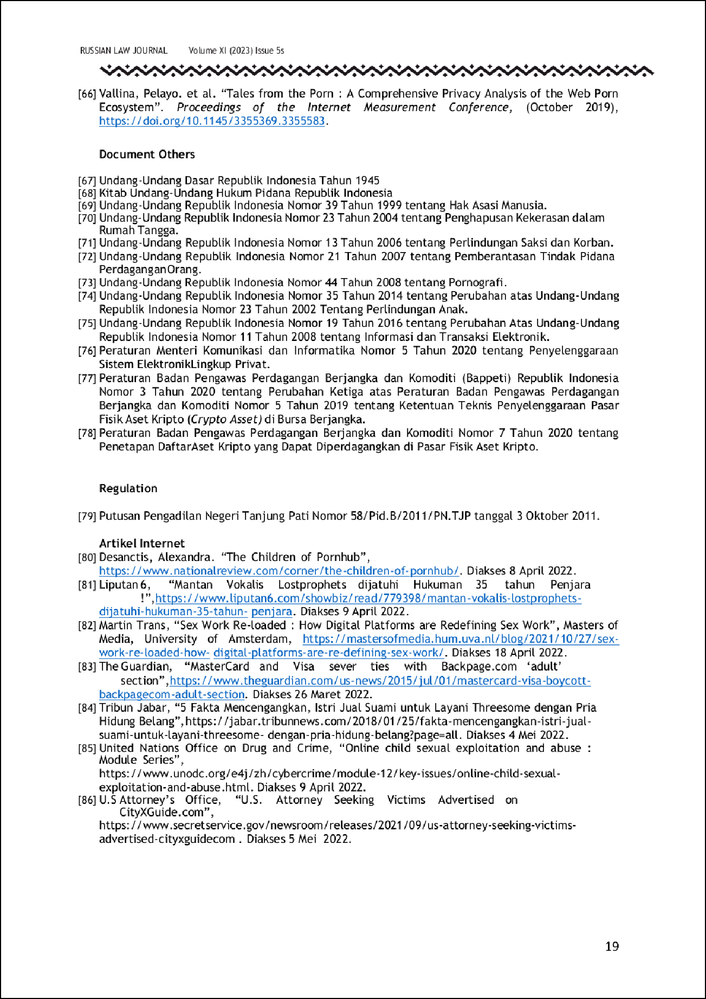 RUSSIAN LAW JOURNAL Volume XI (2023) Issue 5s
[66] Vallina, Pelayo. et al. “Tales from the Porn : A Comprehensive Privacy Analysis of the Web Porn
Ecosystem”. Proceedings of the Internet Measurement Conference, (October 2019),
https://doi.org/10.1145/3355369.3355583.
Document Others
[67] Undang-Undang Dasar Republik Indonesia Tahun 1945
[68] Kitab Undang-Undang Hukum Pidana Republik Indonesia
[69] Undang-Undang Republik Indonesia Nomor 39 Tahun 1999 tentang Hak Asasi Manusia.
[70] Undang-Undang Republik Indonesia Nomor 23 Tahun 2004 tentang Penghapusan Kekerasan dalam
Rumah Tangga.
[71] Undang-Undang Republik Indonesia Nomor 13 Tahun 2006 tentang Perlindungan Saksi dan Korban.
[72] Undang-Undang Republik Indonesia Nomor 21 Tahun 2007 tentang Pemberantasan Tindak Pidana
PerdaganganOrang.
[73] Undang-Undang Republik Indonesia Nomor 44 Tahun 2008 tentang Pornografi.
[74] Undang-Undang Republik Indonesia Nomor 35 Tahun 2014 tentang Perubahan atas Undang-Undang
Republik Indonesia Nomor 23 Tahun 2002 Tentang Perlindungan Anak.
[75] Undang-Undang Republik Indonesia Nomor 19 Tahun 2016 tentang Perubahan Atas Undang-Undang
Republik Indonesia Nomor 11 Tahun 2008 tentang Informasi dan Transaksi Elektronik.
[76] Peraturan Menteri Komunikasi dan Informatika Nomor 5 Tahun 2020 tentang Penyelenggaraan
Sistem ElektronikLingkup Privat.
[77] Peraturan Badan Pengawas Perdagangan Berjangka dan Komoditi (Bappeti) Republik Indonesia
Nomor 3 Tahun 2020 tentang Perubahan Ketiga atas Peraturan Badan Pengawas Perdagangan
Berjangka dan Komoditi Nomor 5 Tahun 2019 tentang Ketentuan Teknis Penyelenggaraan Pasar
Fisik Aset Kripto (Crypto Asset) di Bursa Berjangka.
[78] Peraturan Badan Pengawas Perdagangan Berjangka dan Komoditi Nomor 7 Tahun 2020 tentang
Penetapan DaftarAset Kripto yang Dapat Diperdagangkan di Pasar Fisik Aset Kripto.
Regulation
[79] Putusan Pengadilan Negeri Tanjung Pati Nomor 58/Pid.B/2011/PN.TJP tanggal 3 Oktober 2011.
Artikel Internet
[80] Desanctis, Alexandra. “The Children of Pornhub”,
https://www.nationalreview.com/corner/the-children-of-pornhub/. Diakses 8 April 2022.
[81] Liputan 6, “Mantan Vokalis Lostprophets dijatuhi Hukuman 35 tahun Penjara
!”,https://www.liputan6.com/showbiz/read/779398/mantan-vokalis-lostprophets-
dijatuhi-hukuman-35-tahun- penjara. Diakses 9 April 2022.
[82] Martin Trans, “Sex Work Re-loaded : How Digital Platforms are Redefining Sex Work”, Masters of
Media, University of Amsterdam, https://mastersofmedia.hum.uva.nl/blog/2021/10/27/sex-
work-re-loaded-how- digital-platforms-are-re-defining-sex-work/. Diakses 18 April 2022.
[83] The Guardian, “MasterCard and Visa sever ties with Backpage.com ‘adult’
section”,https://www.theguardian.com/us-news/2015/jul/01/mastercard-visa-boycott-
backpagecom-adult-section. Diakses 26 Maret 2022.
[84] Tribun Jabar, “5 Fakta Mencengangkan, Istri Jual Suami untuk Layani Threesome dengan Pria
Hidung Belang”,https://jabar.tribunnews.com/2018/01/25/fakta-mencengangkan-istri-jual-
suami-untuk-layani-threesome- dengan-pria-hidung-belang?page=all. Diakses 4 Mei 2022.
[85] United Nations Office on Drug and Crime, “Online child sexual exploitation and abuse :
Module Series”,
https://www.unodc.org/e4j/zh/cybercrime/module-12/key-issues/online-child-sexual-
exploitation-and-abuse.html. Diakses 9 April 2022.
[86] U.S Attorney’s Office, “U.S. Attorney Seeking Victims Advertised on
CityXGuide.com”,
https://www.secretservice.gov/newsroom/releases/2021/09/us-attorney-seeking-victims-
advertised-cityxguidecom . Diakses 5 Mei 2022.
19